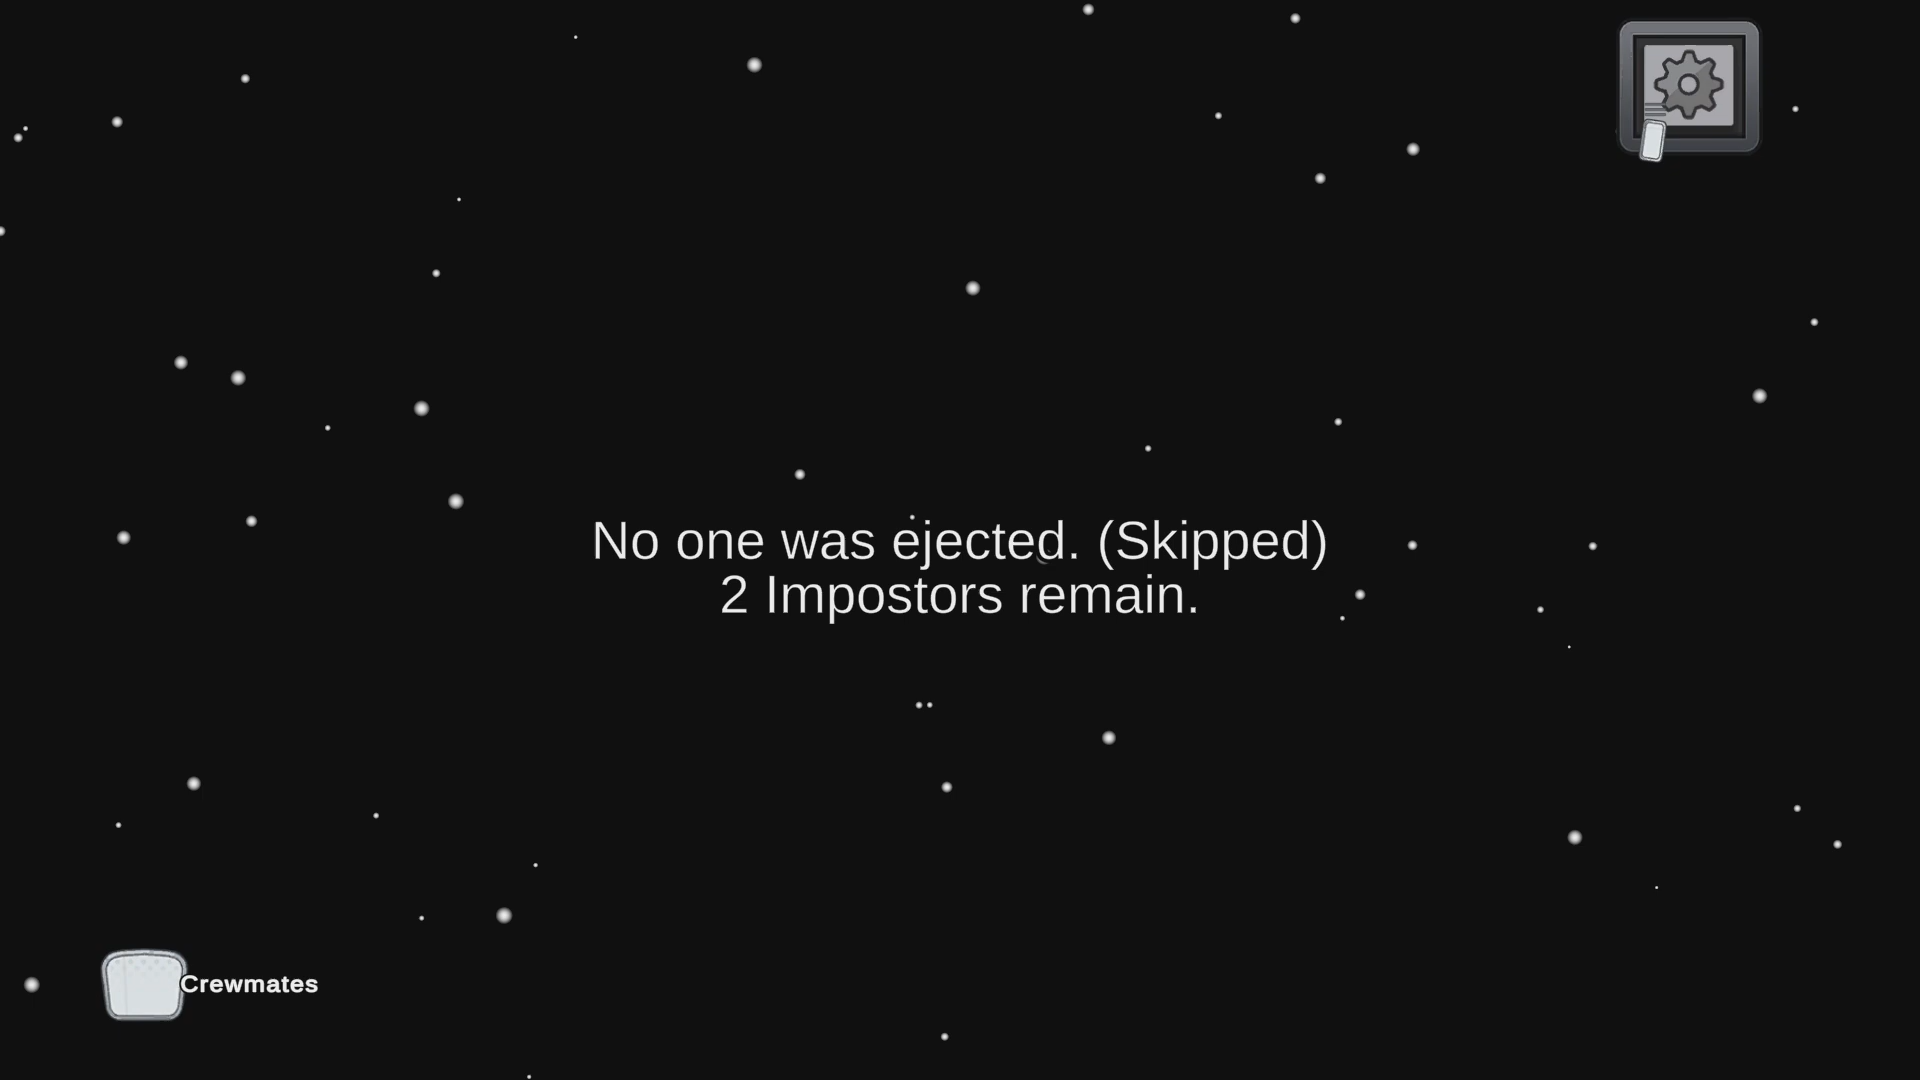 No one was ejected. (Skipped)
2 Impostors remain.
Crewmates